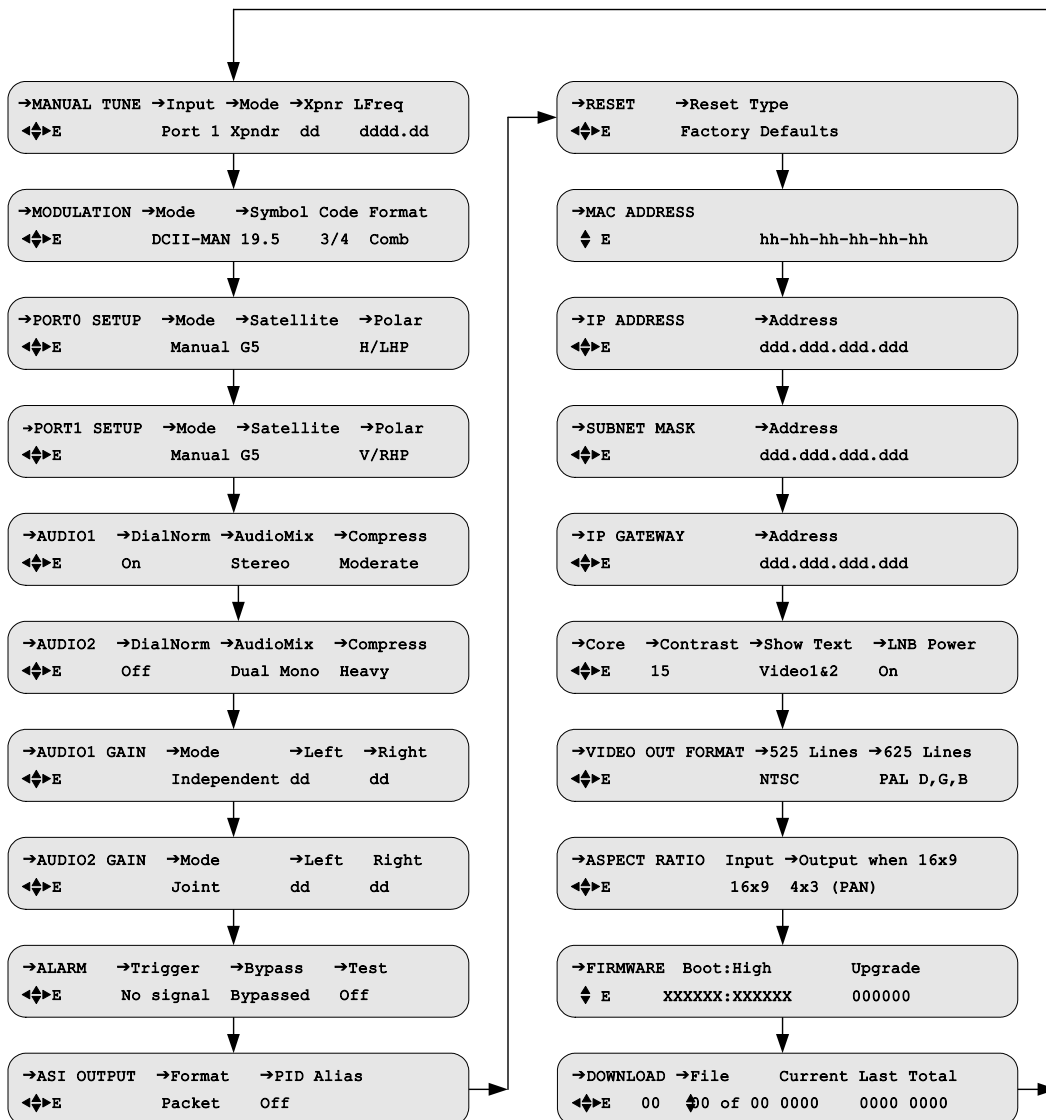 →MANUAL TUNE →Input →Mode →Xpnr LFreq
◄♦►E Port 1 Xpndr dd dddd.dd
→MODULATION →Mode →Symbol Code Format
◄♦►E DCII-MAN 19.5 3/4 Comb
→PORT0 SETUP →Mode →Satellite →Polar
◄♦►E Manual G5 H/LHP
→PORT1 SETUP →Mode →Satellite →Polar
◄♦►E Manual G5 V/RHP
→AUDIO1 →DialNorm →AudioMix →Compress
◄♦►E On Stereo Moderate
→AUDIO2 →DialNorm →AudioMix →Compress
◄♦►E Off Dual Mono Heavy
→AUDIO1 GAIN →Mode →Left →Right
◄♦►E Independent dd dd
→AUDIO2 GAIN →Mode →Left Right
◄♦►E Joint dd dd
→ALARM →Trigger →Bypass →Test
◄♦►E No signal Bypassed Off
→ASI OUTPUT →Format →PID Alias
◄♦►E Packet Off
→RESET →Reset Type
◄♦►E Factory Defaults
→MAC ADDRESS
♦ E hh-hh-hh-hh-hh-hh
→IP ADDRESS →Address
◄♦►E ddd.ddd.ddd.ddd
→SUBNET MASK →Address
◄♦►E ddd.ddd.ddd.ddd
→IP GATEWAY →Address
◄♦►E ddd.ddd.ddd.ddd
→Core →Contrast →Show Text →LNB Power
◄♦►E 15 Video1&2 On
→VIDEO OUT FORMAT →525 Lines →625 Lines
◄♦►E NTSC PAL D,G,B
→ASPECT RATIO Input →Output when 16x9
◄♦►E 16x9 4x3 (PAN)
→FIRMWARE Boot:High Upgrade
♦ E XXXXXX:XXXXXX 000000
→DOWNLOAD →File Current Last Total
◄♦►E 00 ♦00 of 00 0000 0000 0000